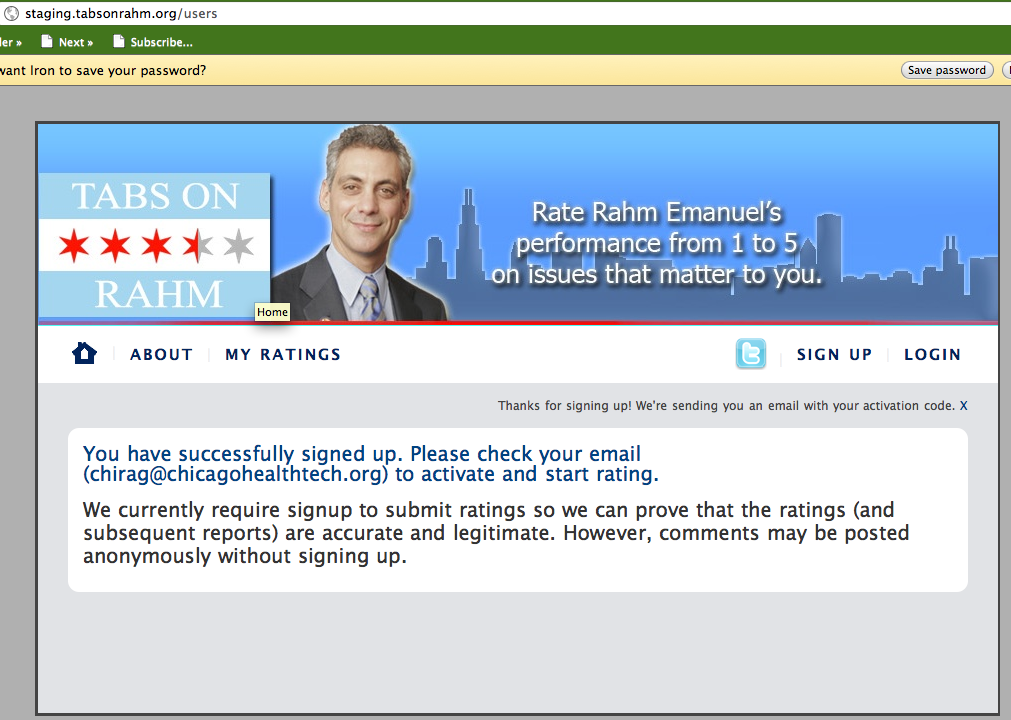 staging.tabsonrahm.org/users
Next »
Subscribe...
want Iron to save your password?
Save password
TABS ON
RAHM
Rate Rahm Emanuel's
performance from 1 to 5
on issues that matter to you.
Home
ABOUT
MY RATINGS
SIGN UP
LOGIN
Thanks for signing up! We're sending you an email with your activation code. X
You have successfully signed up. Please check your email
(chirag@chicagohealthtech.org) to activate and start rating.
We currently require signup to submit ratings so we can prove that the ratings (and
subsequent reports) are accurate and legitimate. However, comments may be posted
anonymously without signing up.